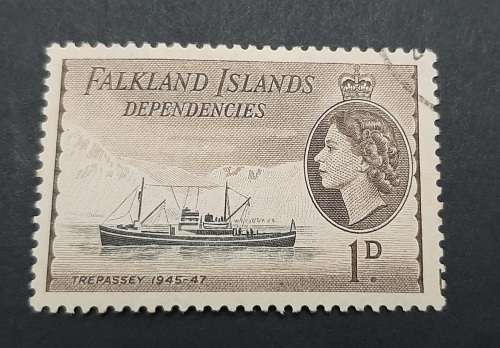 FALKLAND ISLANDS
DEPENDENCIES
1D.
TREPASSEY 1945-47